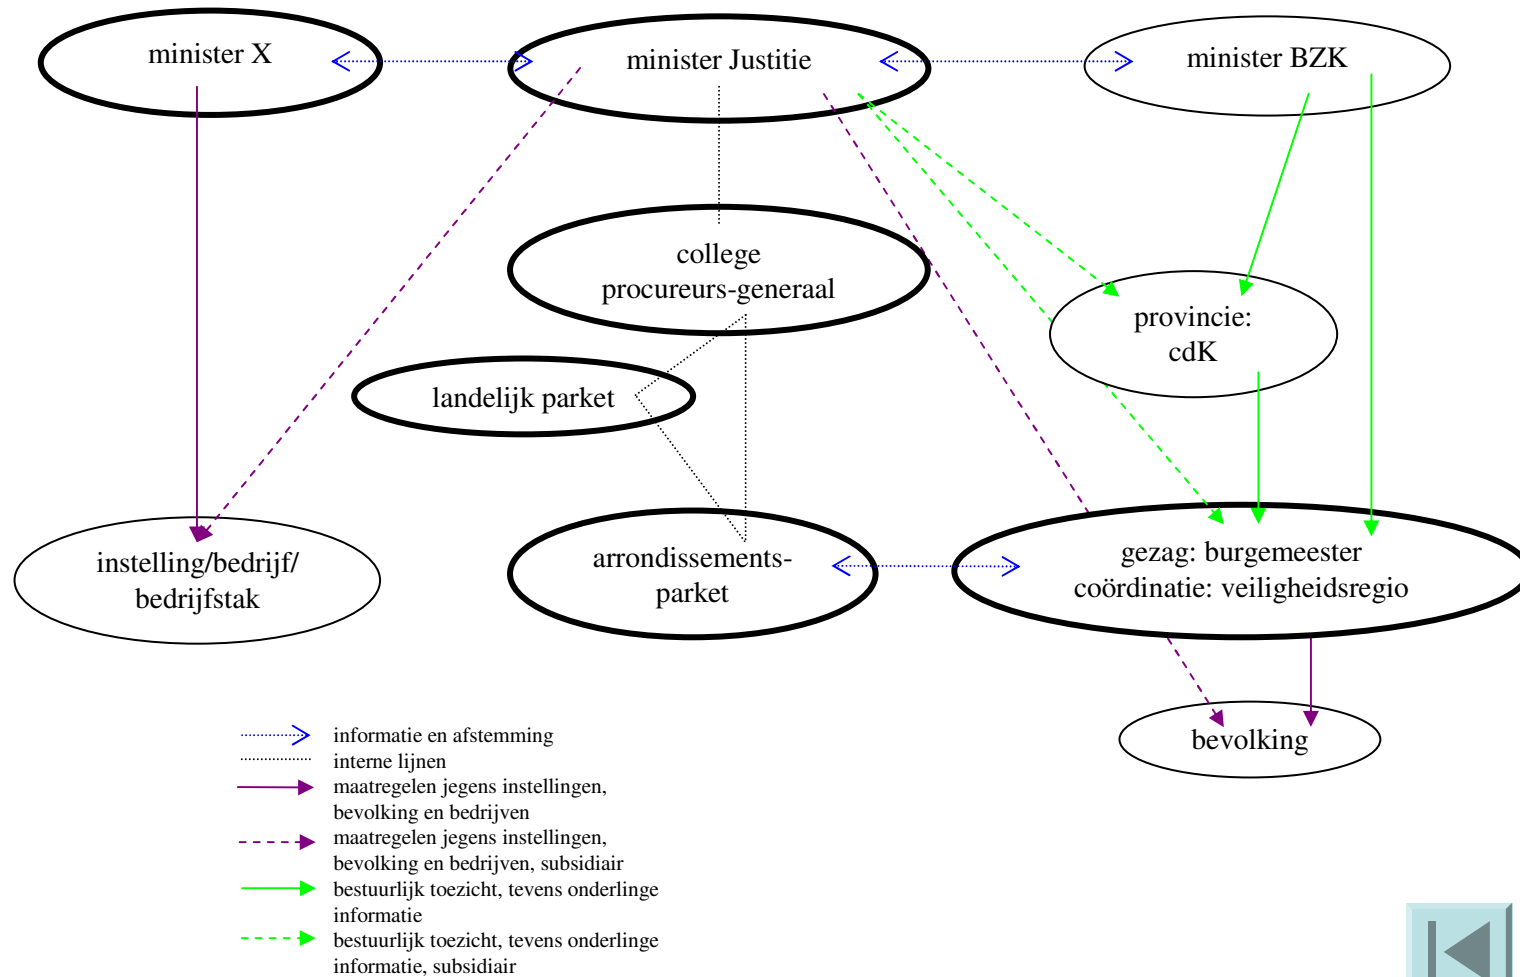 minister X
minister Justitie
minister BZK
college
procureurs-generaal
provincie:
cdK
landelijk parket
instelling/bedrijf/
bedrijfstak
arrondissements-
parket
gezag: burgemeester
coördinatie: veiligheidsregio
bevolking
informatie en afstemming
interne lijnen
maatregelen jegens instellingen,
bevolking en bedrijven
maatregelen jegens instellingen,
bevolking en bedrijven, subsidiair
bestuurlijk toezicht, tevens onderlinge
informatie
bestuurlijk toezicht, tevens onderlinge
informatie, subsidiair